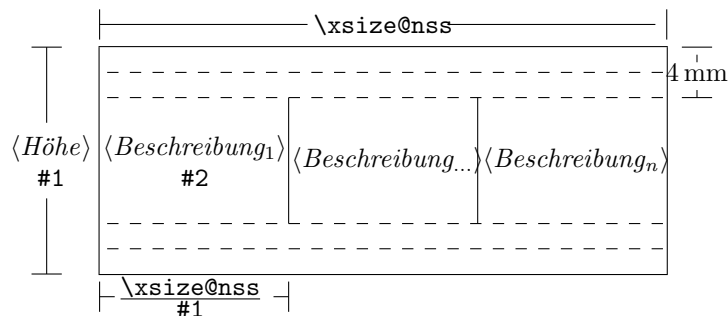 \xsize@nss
4 mm
⟨Höhe⟩ ⟨Beschreibung₁⟩ ⟨Beschreibung...⟩ ⟨Beschreibungₙ⟩
#1 #2
\xsize@nss
#1